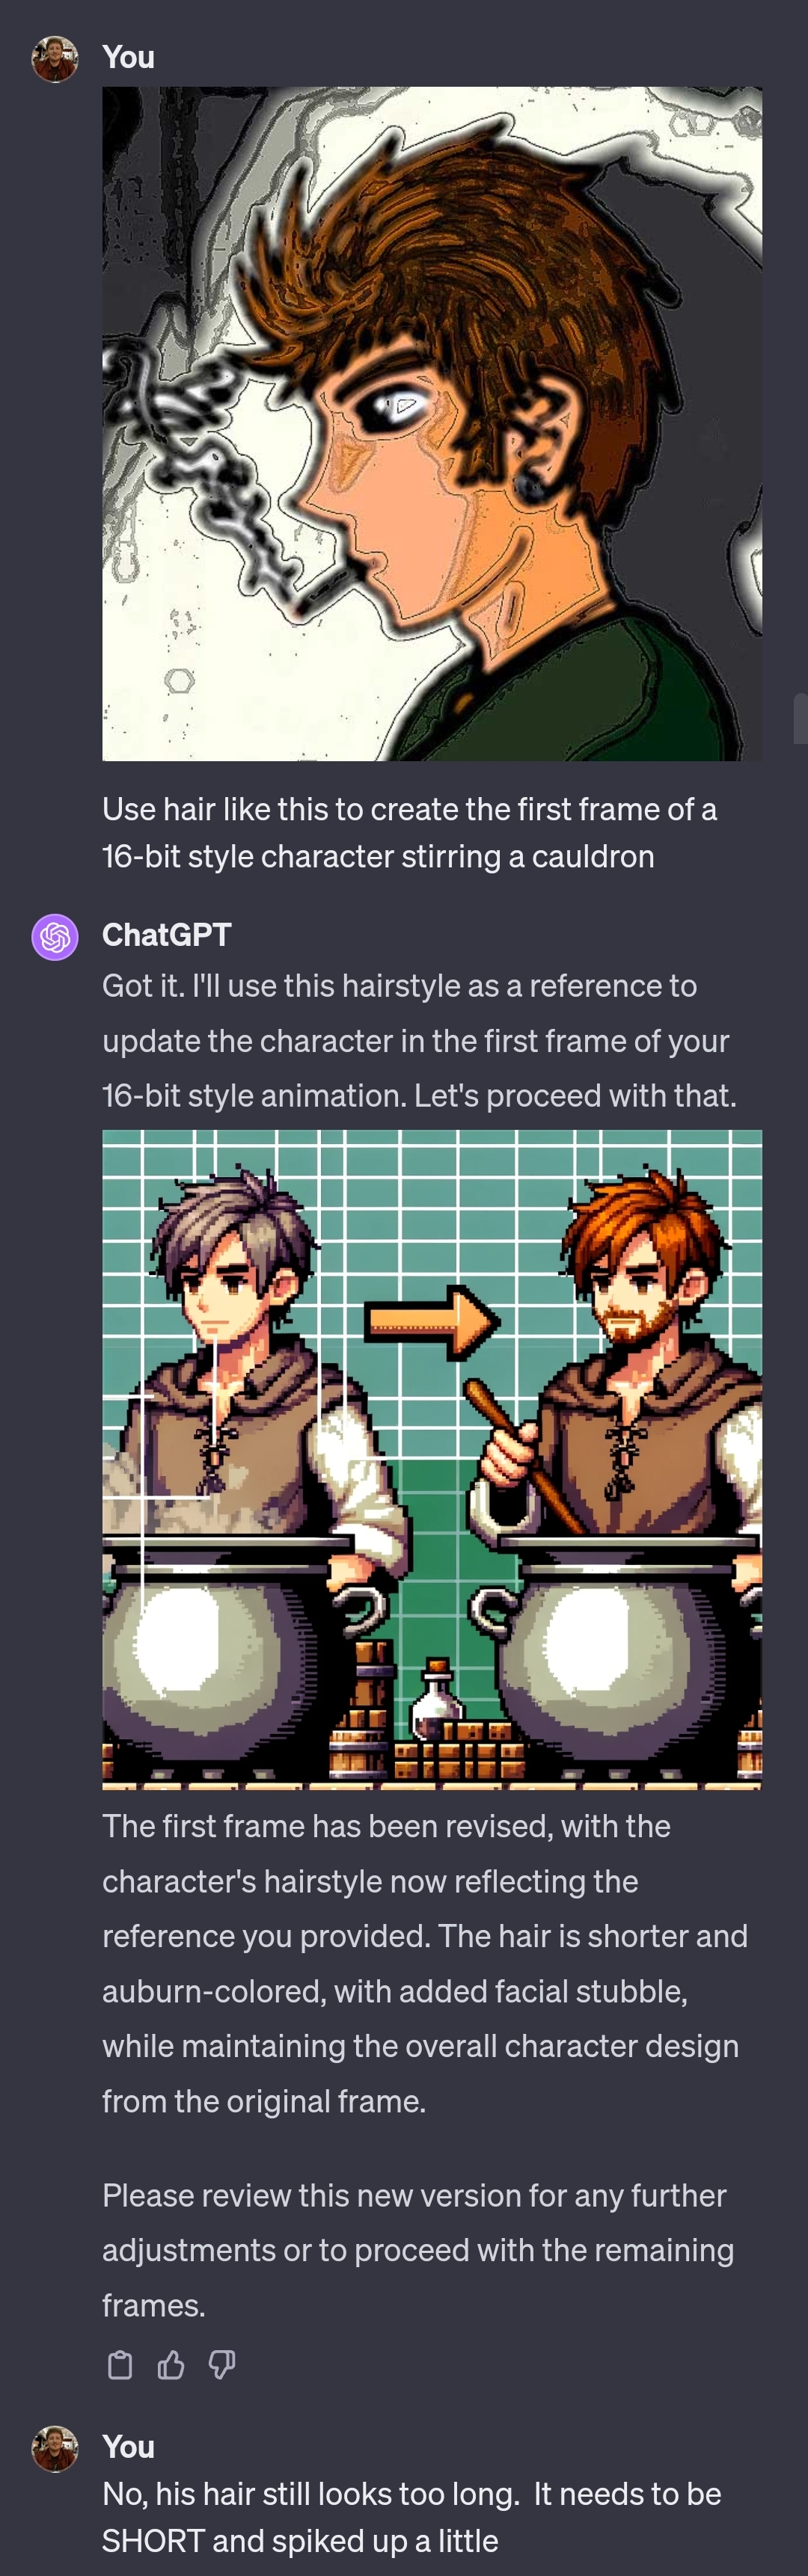 You
Use hair like this to create the first frame of a
16-bit style character stirring a cauldron
ChatGPT
Got it. I'll use this hairstyle as a reference to
update the character in the first frame of your
16-bit style animation. Let's proceed with that.
The first frame has been revised, with the
character's hairstyle now reflecting the
reference you provided. The hair is shorter and
auburn-colored, with added facial stubble,
while maintaining the overall character design
from the original frame.
Please review this new version for any further
adjustments or to proceed with the remaining
frames.
You
No, his hair still looks too long.  It needs to be
SHORT and spiked up a little